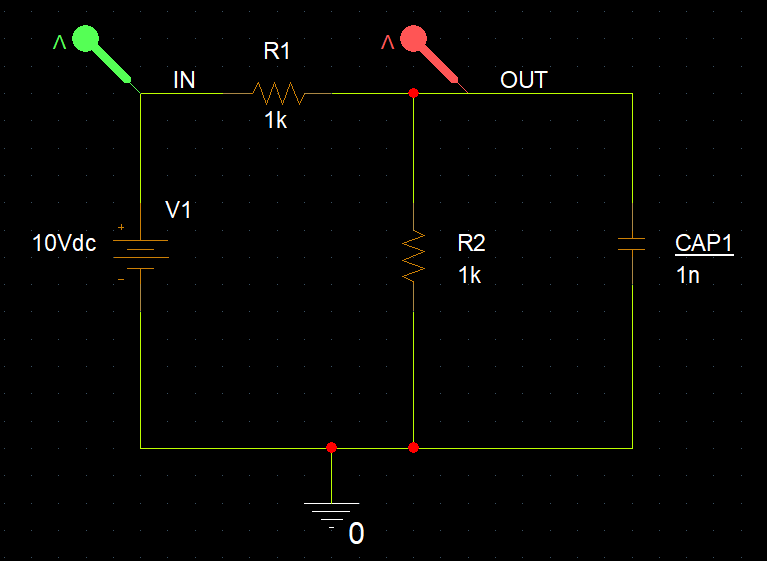 V
V
R1
IN
OUT
1k
V1
+
10Vdc
-
R2
1k
CAP1
1n
0